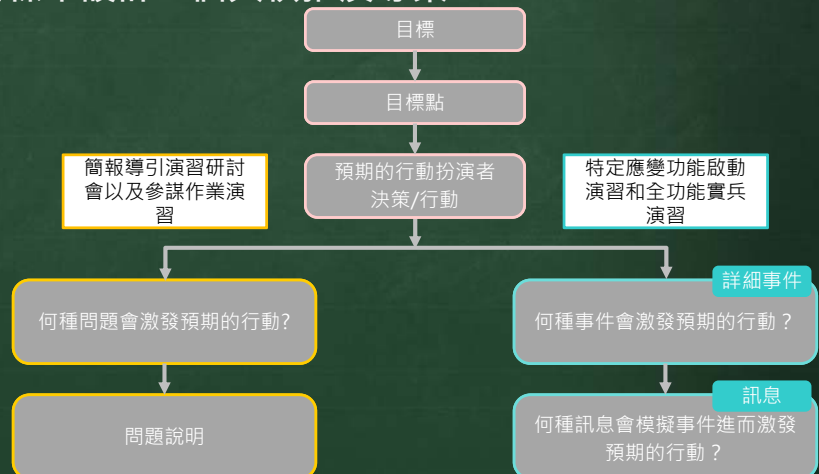 目標
目標點
簡報導引演習研討
會以及參謀作業演
習
預期的行動扮演者
決策/行動
特定應變功能啟動
演習和全功能實兵
演習
何種問題會激發預期的行動?
詳細事件
何種事件會激發預期的行動？
問題說明
訊息
何種訊息會模擬事件進而激發
預期的行動？